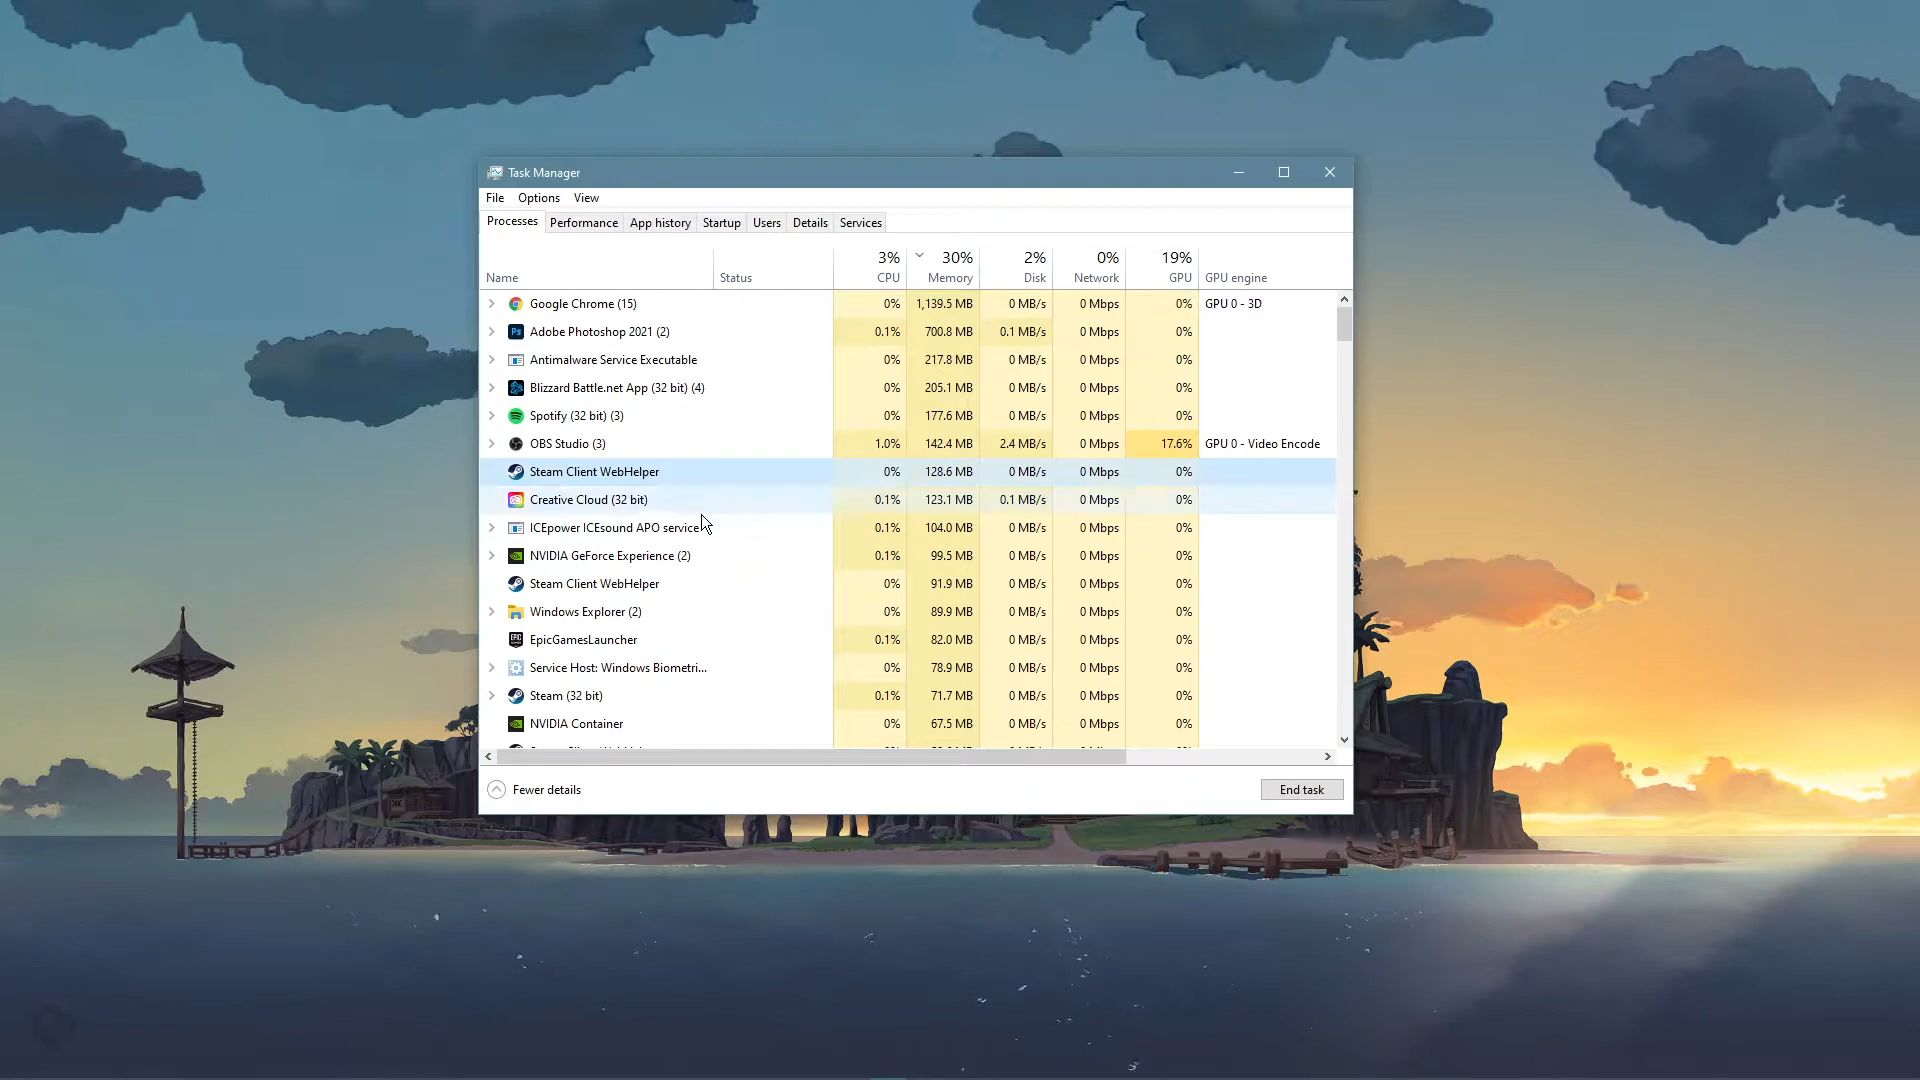 Task Manager
File Options View
Processes Performance App history Startup Users Details Services
3% 30% 2% 0% 19%
Name Status CPU Memory Disk Network GPU GPU engine
Google Chrome (15) 0% 1,139.5 MB 0 MB/s 0 Mbps 0% GPU 0 - 3D
Ps Adobe Photoshop 2021 (2) 0.1% 700.8 MB 0.1 MB/s 0 Mbps 0%
Antimalware Service Executable 0% 217.8 MB 0 MB/s 0 Mbps 0%
Blizzard Battle.net App (32 bit) (4) 0% 205.1 MB 0 MB/s 0 Mbps 0%
Spotify (32 bit) (3) 0% 177.6 MB 0 MB/s 0 Mbps 0%
OBS Studio (3) 1.0% 142.4 MB 2.4 MB/s 0 Mbps 17.6% GPU 0 - Video Encode
Steam Client WebHelper 0% 128.6 MB 0 MB/s 0 Mbps 0%
Creative Cloud (32 bit) 0.1% 123.1 MB 0.1 MB/s 0 Mbps 0%
ICEpower ICEsound APO service 0.1% 104.0 MB 0 MB/s 0 Mbps 0%
NVIDIA GeForce Experience (2) 0.1% 99.5 MB 0 MB/s 0 Mbps 0%
Steam Client WebHelper 0% 91.9 MB 0 MB/s 0 Mbps 0%
Windows Explorer (2) 0% 89.9 MB 0 MB/s 0 Mbps 0%
EPIC EpicGamesLauncher 0.1% 82.0 MB 0 MB/s 0 Mbps 0%
Service Host: Windows Biometri... 0% 78.9 MB 0 MB/s 0 Mbps 0%
Steam (32 bit) 0.1% 71.7 MB 0 MB/s 0 Mbps 0%
NVIDIA Container 0% 67.5 MB 0 MB/s 0 Mbps 0%
Fewer details End task